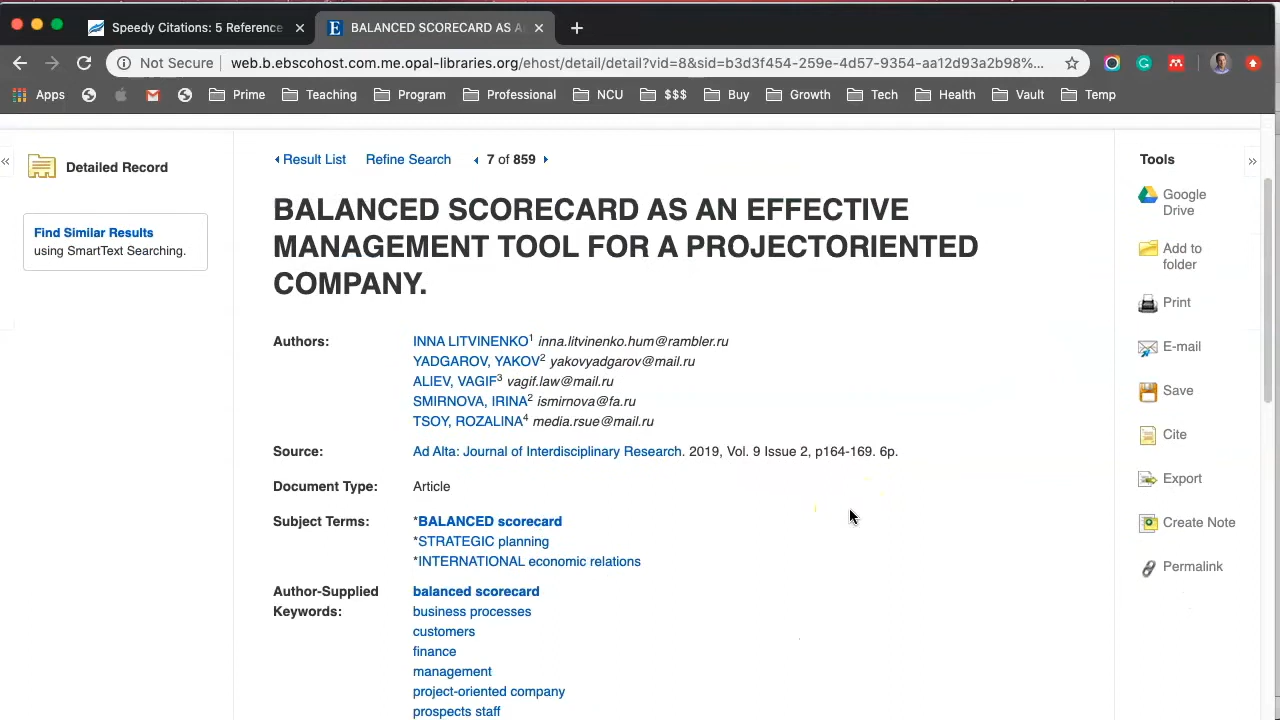 Speedy Citations: 5 Reference
BALANCED SCORECARD AS A
Not Secure web.b.ebscohost.com.me.opal-libraries.org/ehost/detail/detail?vid=8&sid=b3d3f454-259e-4d57-9354-aa12d93a2b98%...
Apps Prime Teaching Program Professional NCU $$$ Buy Growth Tech Health Vault Temp
Detailed Record
Find Similar Results
using SmartText Searching.
Result List Refine Search 7 of 859
BALANCED SCORECARD AS AN EFFECTIVE
MANAGEMENT TOOL FOR A PROJECTORIENTED
COMPANY.
Authors: INNA LITVINENKO1 inna.litvinenko.hum@rambler.ru
YADGAROV, YAKOV2 yakovyadgarov@mail.ru
ALIEV, VAGIF3 vagif.law@mail.ru
SMIRNOVA, IRINA2 ismirnova@fa.ru
TSOY, ROZALINA4 media.rsue@mail.ru
Source: Ad Alta: Journal of Interdisciplinary Research. 2019, Vol. 9 Issue 2, p164-169. 6p.
Document Type: Article
Subject Terms: *BALANCED scorecard
*STRATEGIC planning
*INTERNATIONAL economic relations
Author-Supplied
Keywords:
balanced scorecard
business processes
customers
finance
management
project-oriented company
prospects staff
Tools
Google
Drive
Add to
folder
Print
E-mail
Save
Cite
Export
Create Note
Permalink